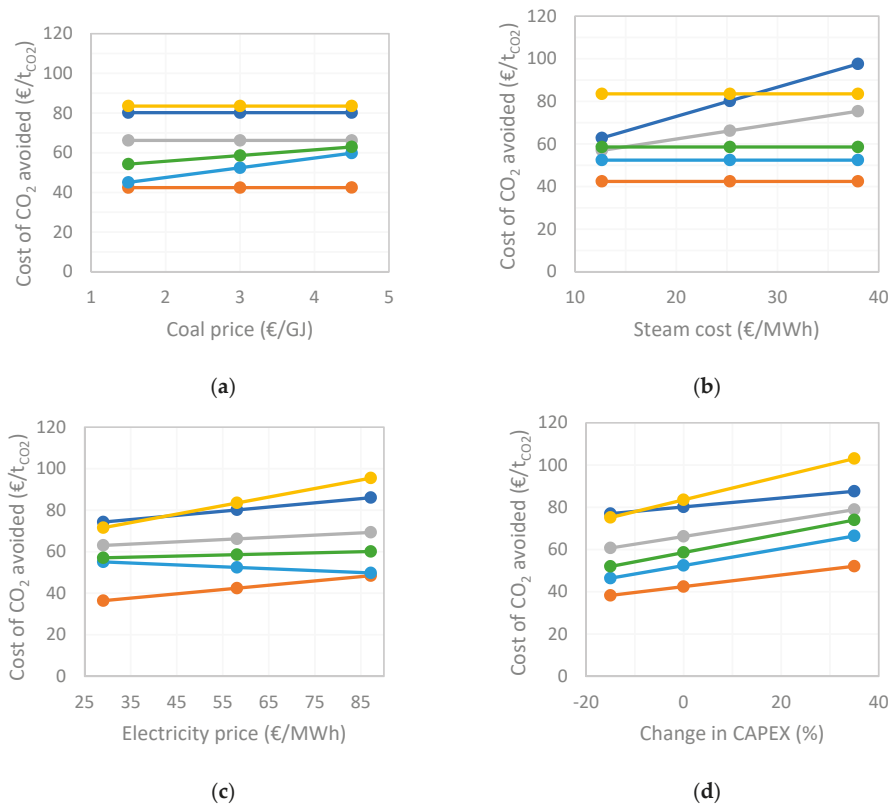 Cost of CO₂ avoided (€/t_CO2)
120
100
80
60
40
20
0
1 2 3 4 5
Coal price (€/GJ)
(a)
Cost of CO₂ avoided (€/t_CO2)
120
100
80
60
40
20
0
10 20 30 40
Steam cost (€/MWh)
(b)
Cost of CO₂ avoided (€/t_CO2)
120
100
80
60
40
20
0
25 35 45 55 65 75 85
Electricity price (€/MWh)
(c)
Cost of CO₂ avoided (€/t_CO2)
120
100
80
60
40
20
0
-20 0 20 40
Change in CAPEX (%)
(d)